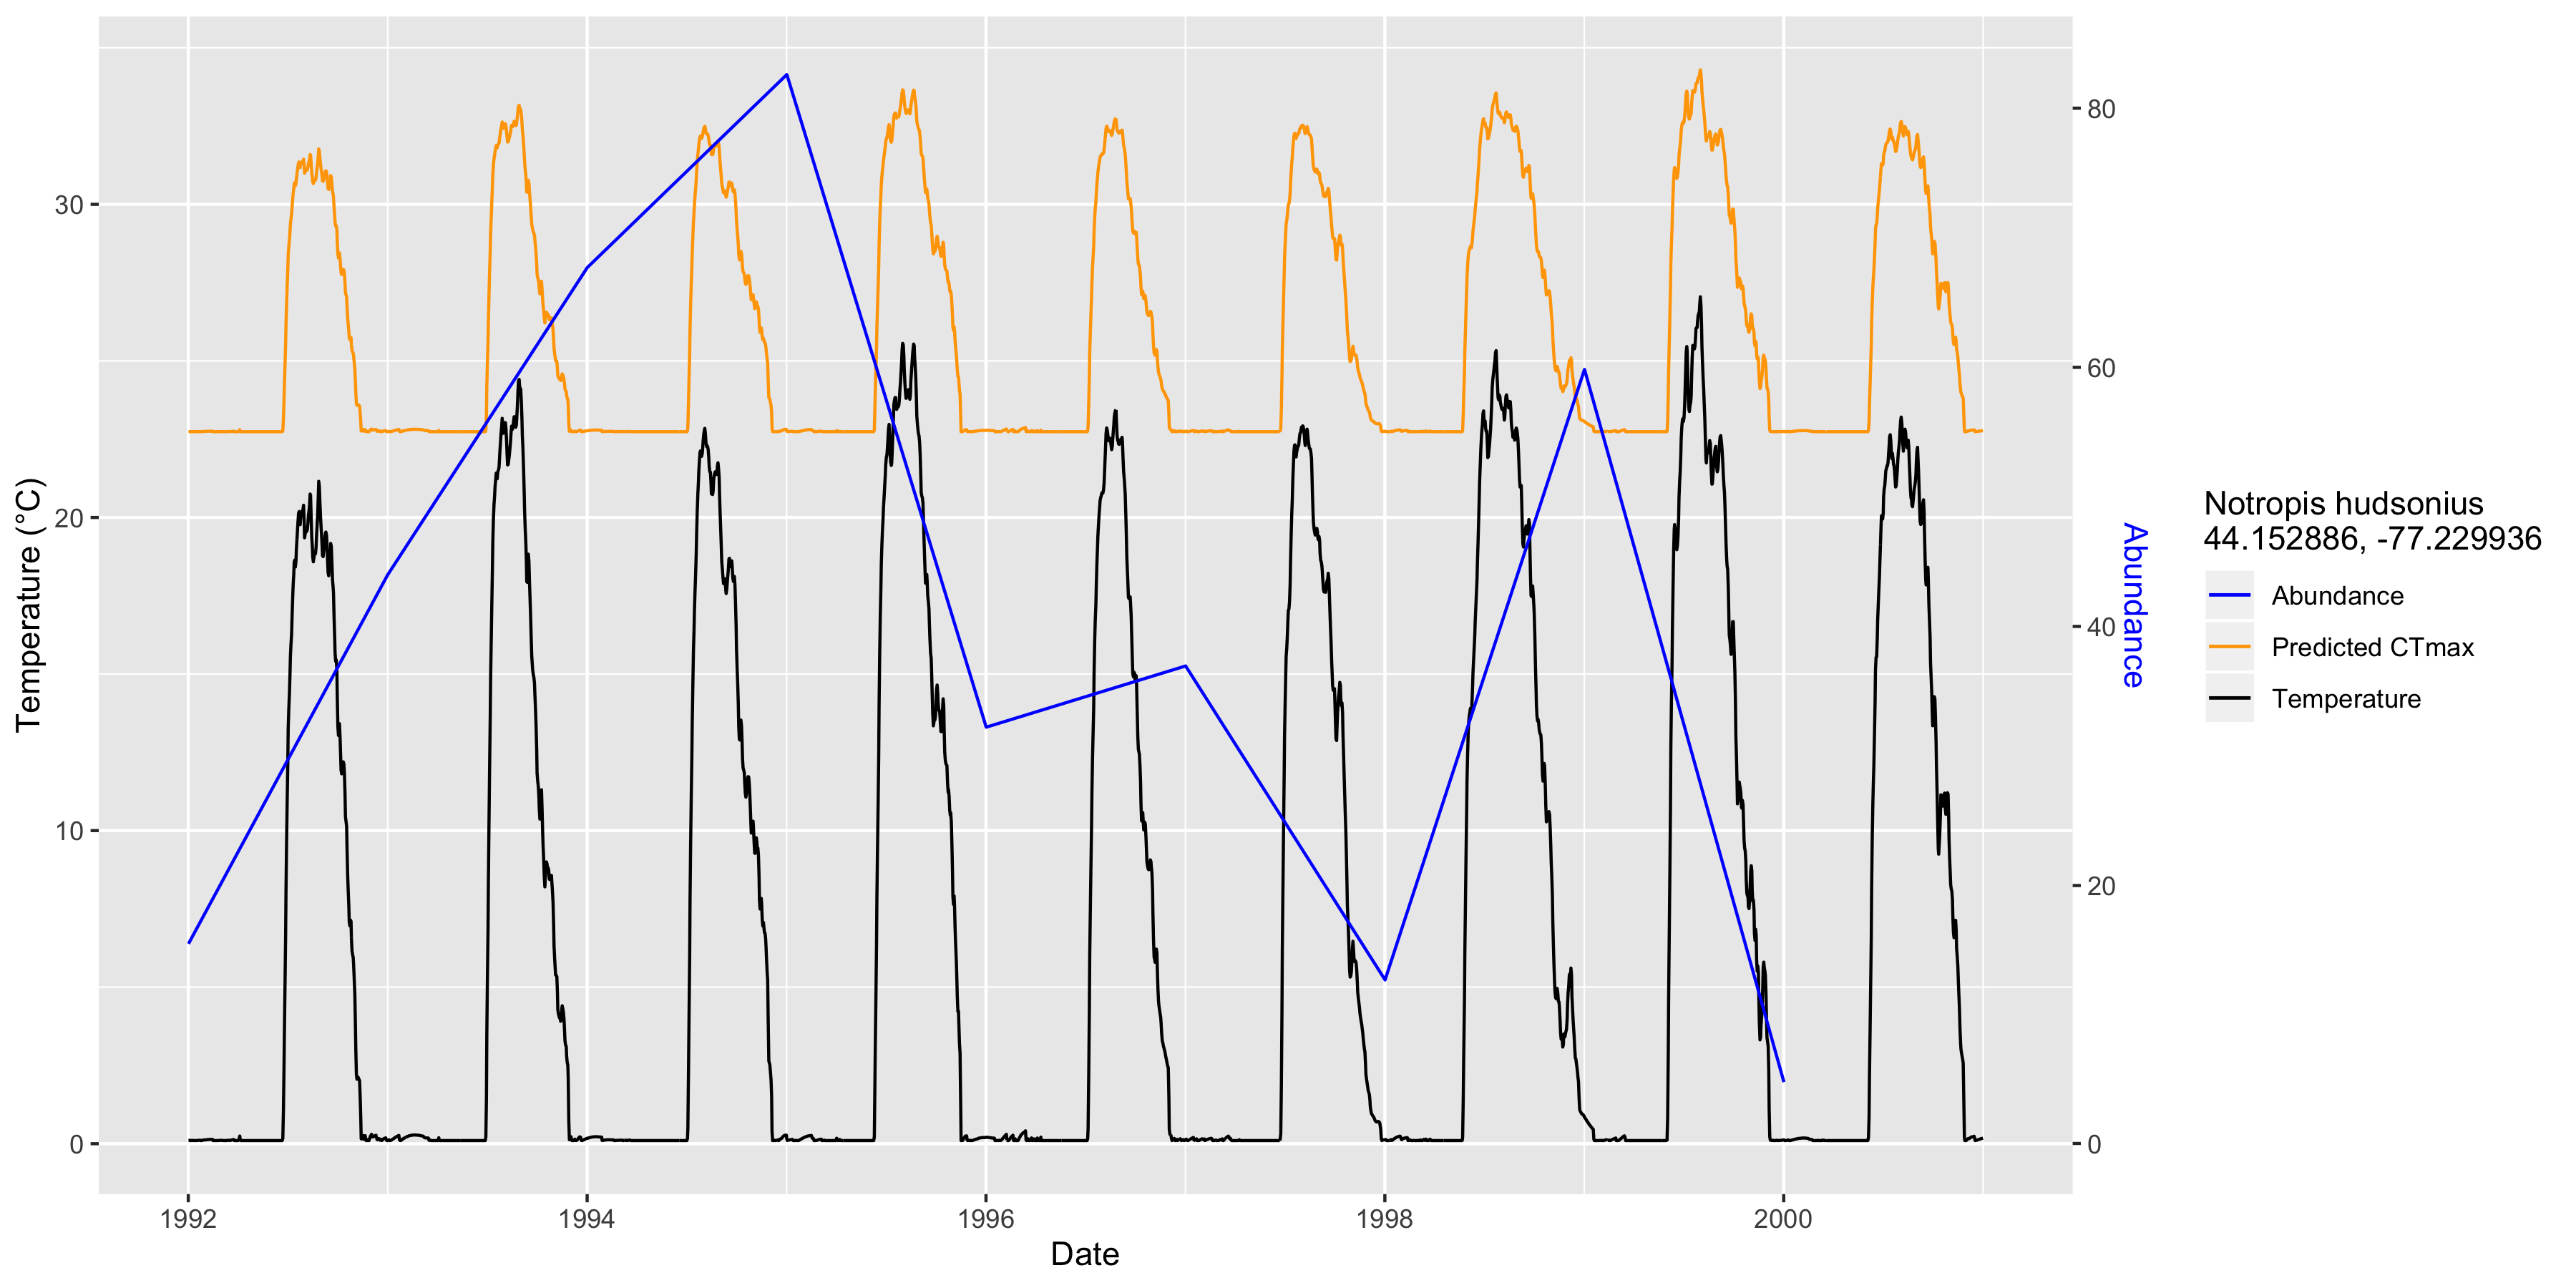 Temperature (°C)
30
20
10
0
1992
1994
1996
1998
2000
Date
80
60
40
20
0
Abundance
Notropis hudsonius
44.152886, -77.229936
Abundance
Predicted CTmax
Temperature